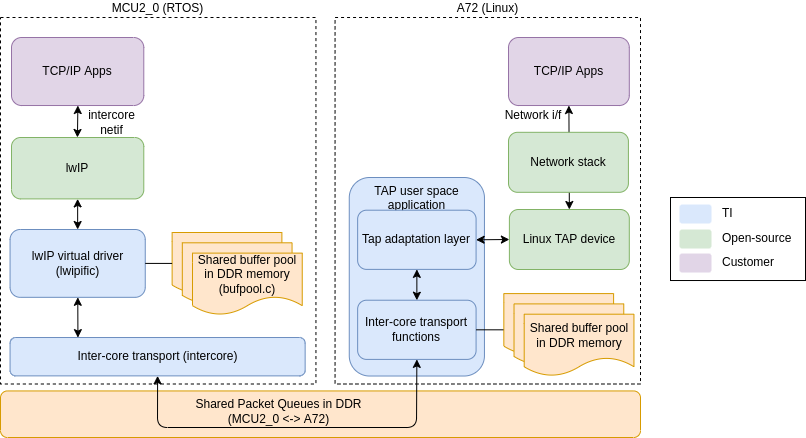 MCU2_0 (RTOS)
TCP/IP Apps
intercore
netif
lwIP
lwIP virtual driver
(lwipific)
Shared buffer pool
in DDR memory
(bufpool.c)
Inter-core transport (intercore)
A72 (Linux)
TCP/IP Apps
Network i/f
Network stack
TAP user space
application
Tap adaptation layer
Linux TAP device
Inter-core transport
functions
Shared buffer pool
in DDR memory
Shared Packet Queues in DDR
(MCU2_0 <-> A72)
TI
Open-source
Customer